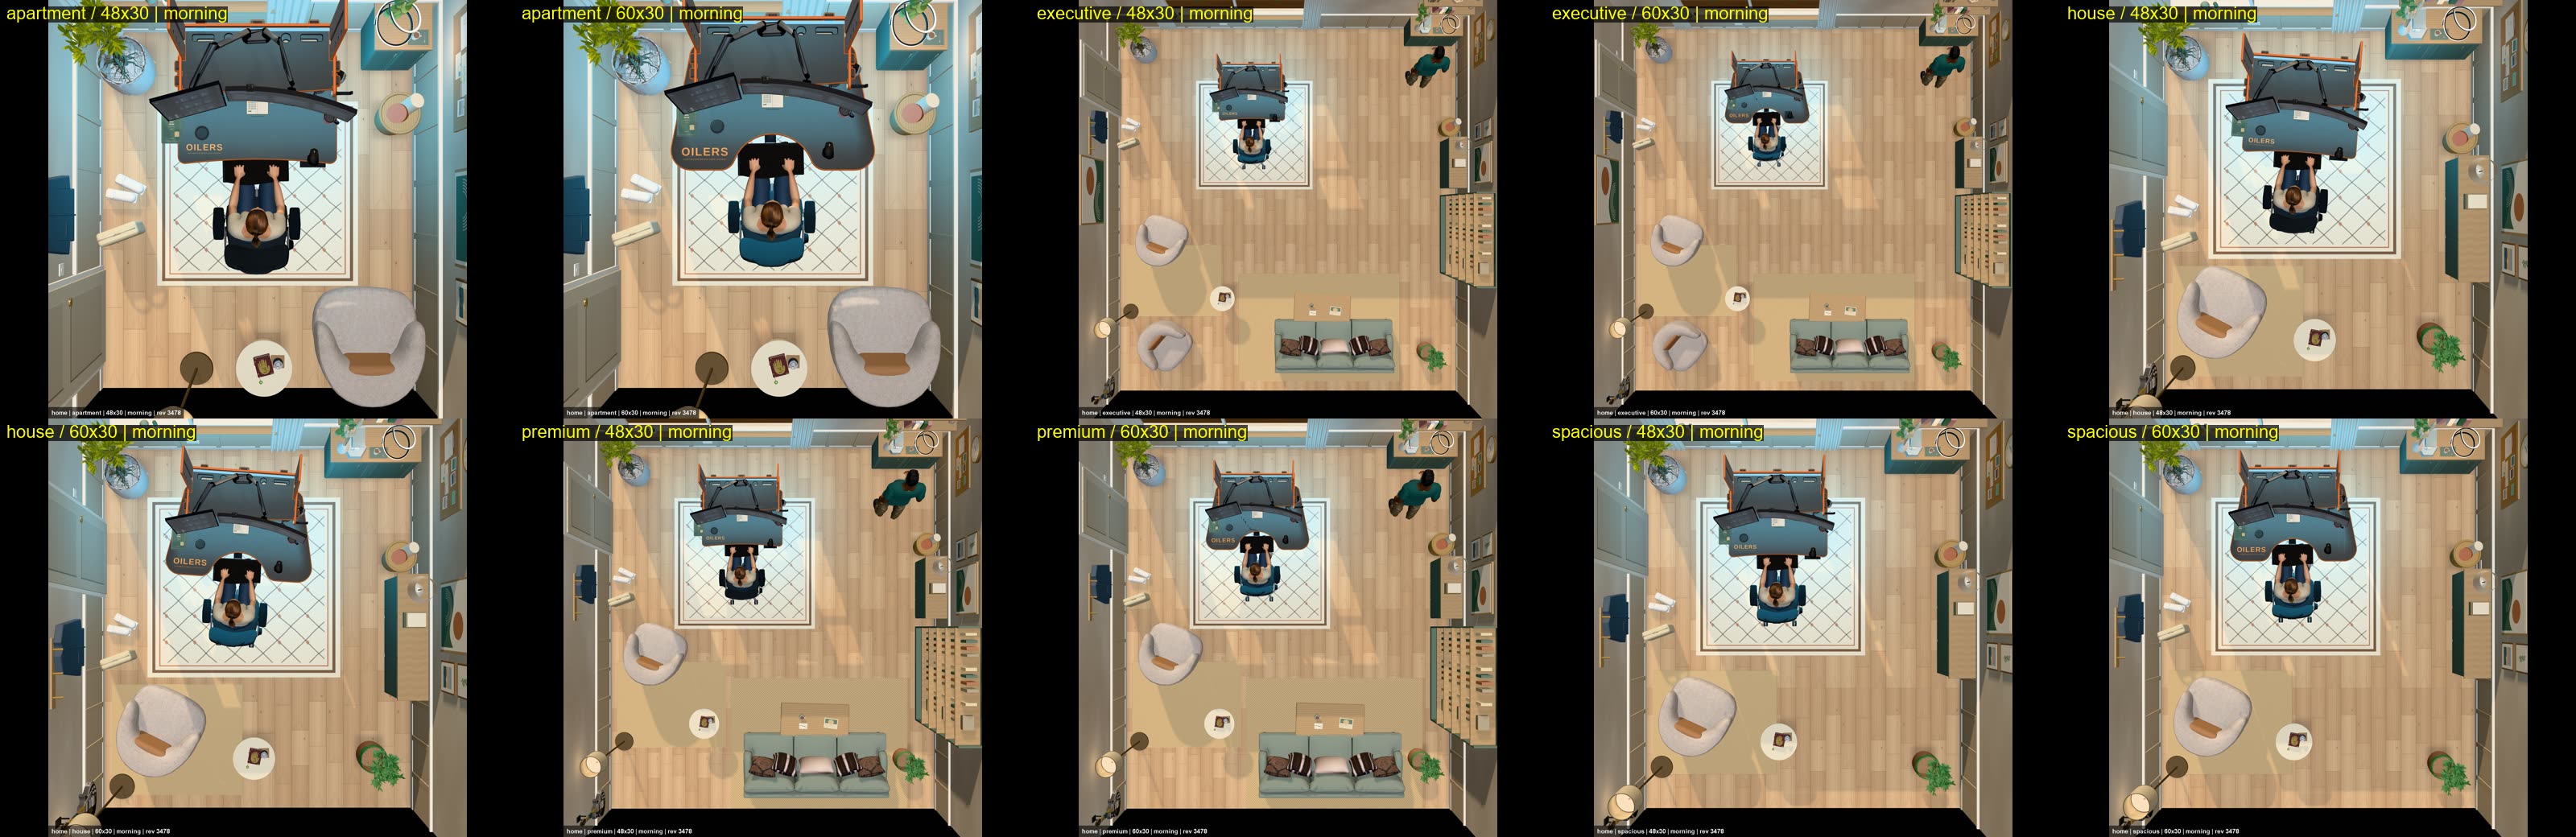 apartment / 48x30 | morning
apartment / 60x30 | morning
executive / 48x30 | morning
executive / 60x30 | morning
house / 48x30 | morning
OILERS
OILERS
OILERS
OILERS
OILERS
home | apartment | 48x30 | morning | rev 3478
home | apartment | 60x30 | morning | rev 3478
home | executive | 48x30 | morning | rev 3478
home | executive | 60x30 | morning | rev 3478
home | house | 48x30 | morning | rev 3478
house / 60x30 | morning
premium / 48x30 | morning
premium / 60x30 | morning
spacious / 48x30 | morning
spacious / 60x30 | morning
OILERS
OILERS
OILERS
OILERS
OILERS
home | house | 60x30 | morning | rev 3478
home | premium | 48x30 | morning | rev 3478
home | premium | 60x30 | morning | rev 3478
home | spacious | 48x30 | morning | rev 3478
home | spacious | 60x30 | morning | rev 3478